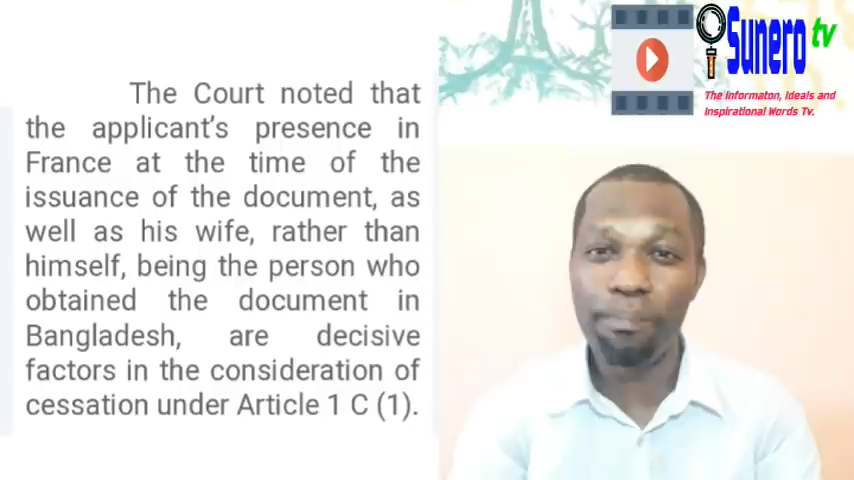 The Court noted that
the applicant’s presence in
France at the time of the
issuance of the document, as
well as his wife, rather than
himself, being the person who
obtained the document in
Bangladesh, are decisive
factors in the consideration of
cessation under Article 1 C (1).
Sunero tv
The Informaton, Ideals and
Inspirational Words Tv.